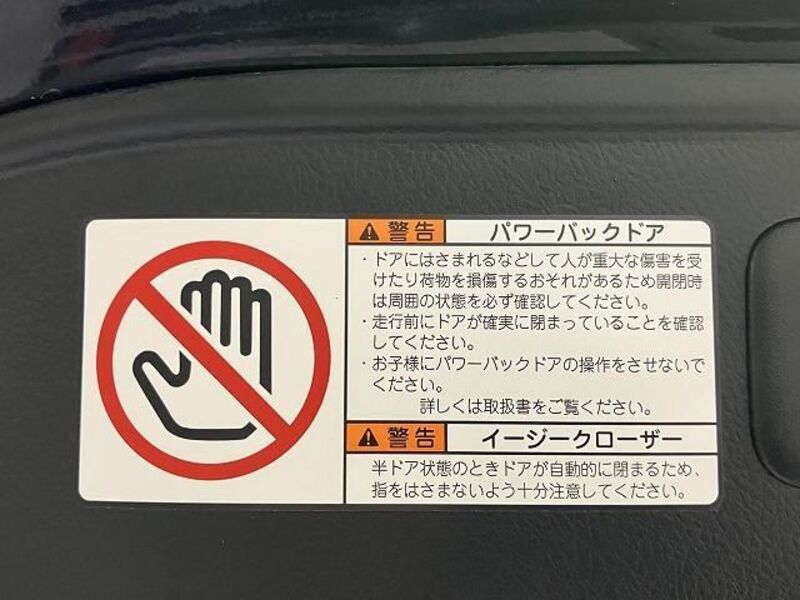 警告 パワーバックドア
・ドアにはさまれるなどして人が重大な傷害を受
けたり荷物を損傷するおそれがあるため開閉時
は周囲の状態を必ず確認してください。
・走行前にドアが確実に閉まっていることを確認
してください。
・お子様にパワーバックドアの操作をさせないで
ください。
詳しくは取扱書をご覧ください。
警告 イージークローザー
半ドア状態のときドアが自動的に閉まるため、
指をはさまないよう十分注意してください。